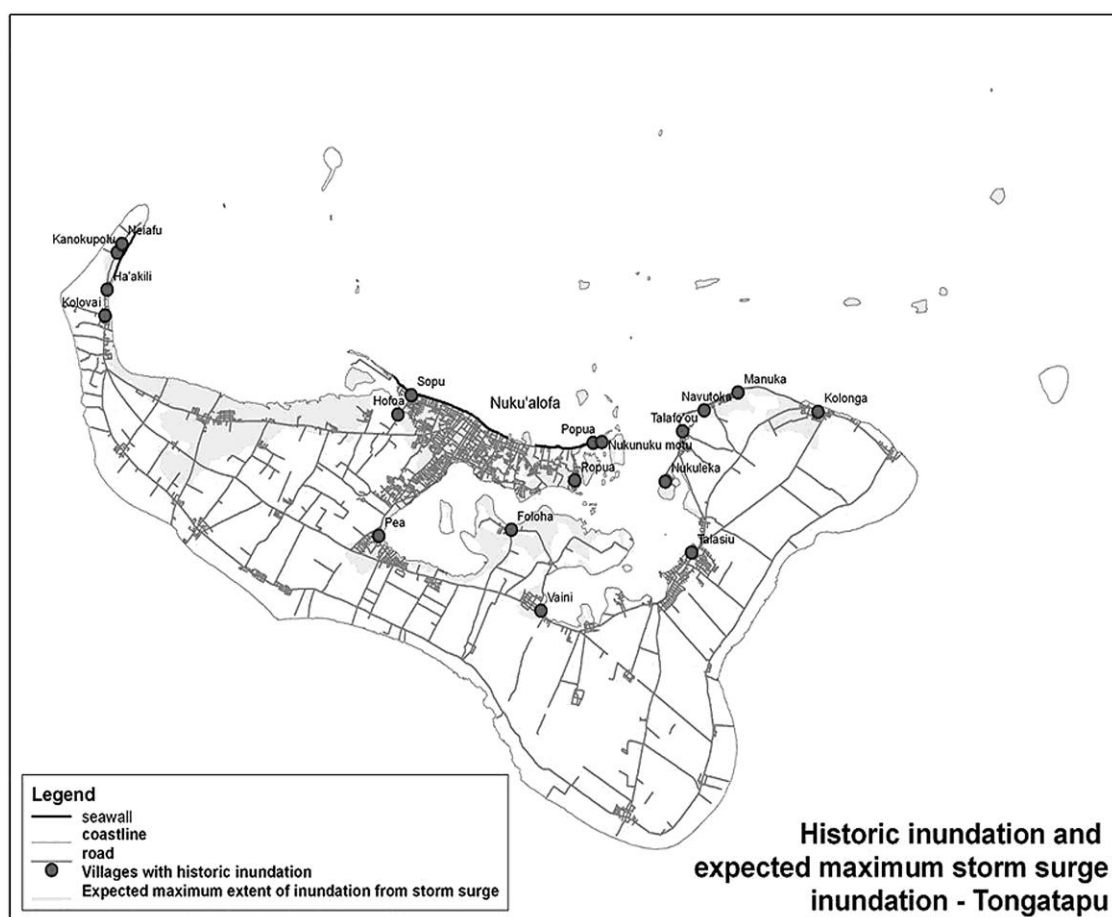 Neiafu
Kanokupolu
Ha'akili
Kolovai
Sopu
Hofoa
Nuku'alofa
Popua
Nukunuku motu
Ropua
Manuka
Navutoka
Kolonga
Talafo'ou
Nukuleka
Pea
Foloha
Talasiu
Vaini
Legend
seawall
coastline
road
Villages with historic inundation
Expected maximum extent of inundation from storm surge
Historic inundation and
expected maximum storm surge
inundation - Tongatapu